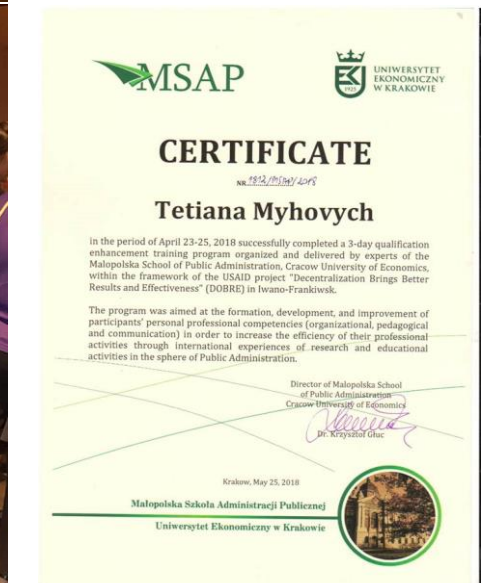 MSAP
UNIWERSYTET
EKONOMICZNY
W KRAKOWIE
1925
CERTIFICATE
NR 1812/MSAP/2018
Tetiana Myhovych
in the period of April 23-25, 2018 successfully completed a 3-day qualification
enhancement training program organized and delivered by experts of the
Malopolska School of Public Administration, Cracow University of Economics,
within the framework of the USAID project "Decentralization Brings Better
Results and Effectiveness" (DOBRE) in Iwano-Frankiwsk.
The program was aimed at the formation, development, and improvement of
participants' personal professional competencies (organizational, pedagogical
and communication) in order to increase the efficiency of their professional
activities through international experiences of research and educational
activities in the sphere of Public Administration.
Director of Malopolska School
of Public Administration
Cracow University of Economics
Dr. Krzysztof Głuc
Krakow, May 25, 2018
Małopolska Szkoła Administracji Publicznej
Uniwersytet Ekonomiczny w Krakowie